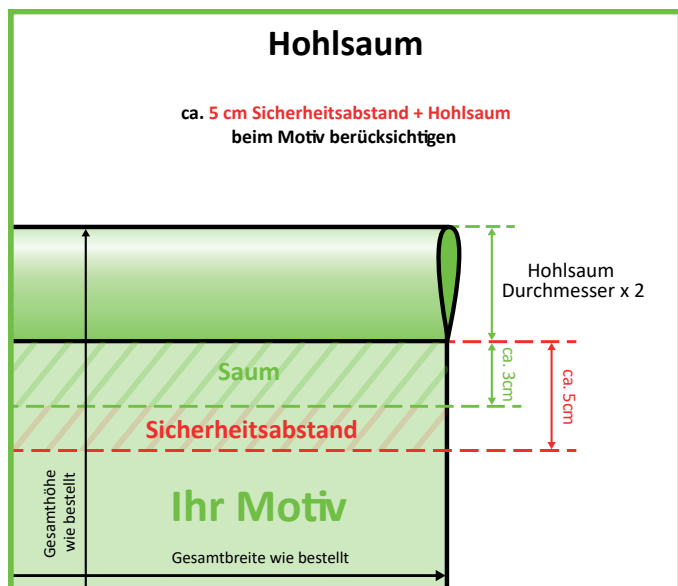 Hohlsaum
ca. 5 cm Sicherheitsabstand + Hohlsaum
beim Motiv berücksichtigen
Hohlsaum
Durchmesser x 2
Saum
ca. 3cm
ca. 5cm
Sicherheitsabstand
Ihr Motiv
Gesamthöhe
wie bestellt
Gesamtbreite wie bestellt